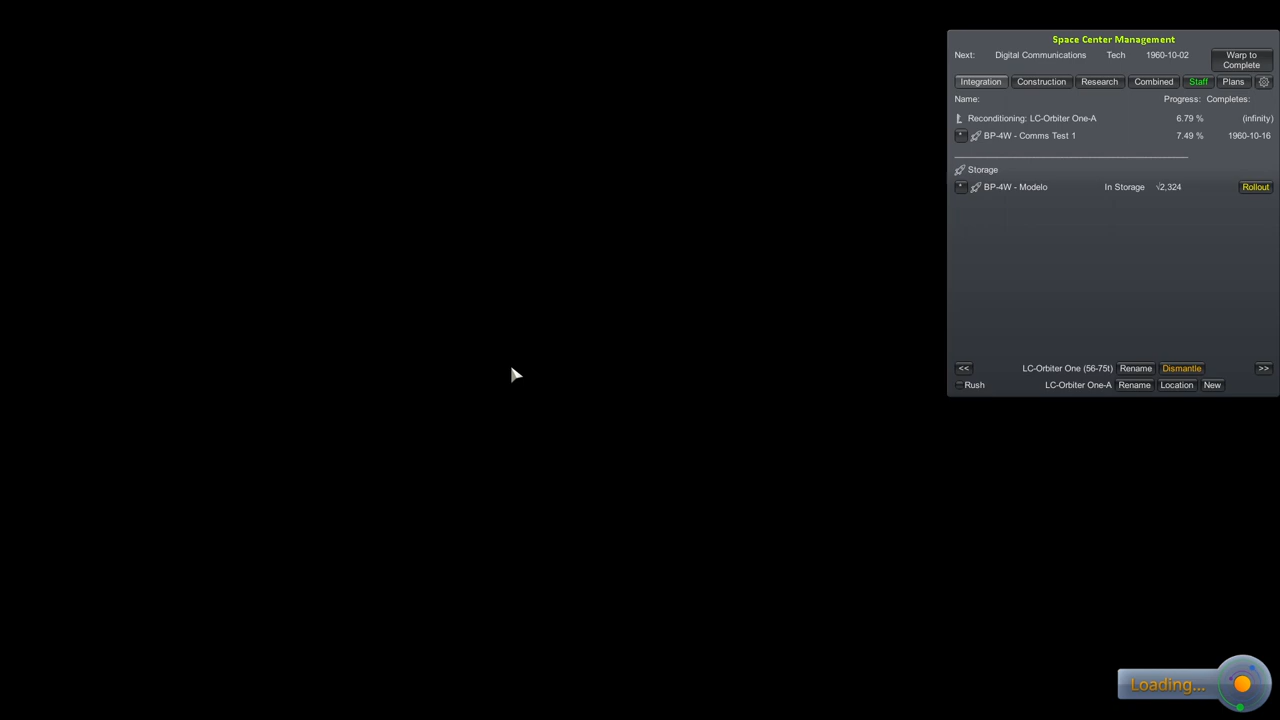 Space Center Management
Next: Digital Communications Tech 1960-10-02 Warp to Complete
Integration Construction Research Combined Staff Plans
Name: Progress: Completes:
Reconditioning: LC-Orbiter One-A 6.79 % (infinity)
* BP-4W - Comms Test 1 7.49 % 1960-10-16
Storage
* BP-4W - Modelo In Storage √2,324 Rollout
<< LC-Orbiter One (56-75t) Rename Dismantle >>
Rush LC-Orbiter One-A Rename Location New
Loading...